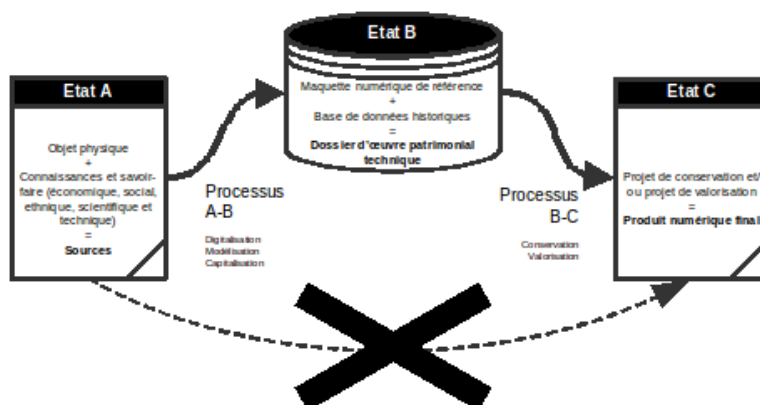 Etat A
Objet physique
+
Connaissances et savoir-
faire (économique, social,
ethnique, scientifique et
technique)
=
Sources
Processus
A-B
Digitalisation
Modélisation
Capitalisation
Etat B
Maquette numérique de référence
+
Base de données historiques
=
Dossier d'œuvre patrimonial
technique
Processus
B-C
Conservation
Valorisation
Etat C
Projet de conservation et/
ou projet de valorisation
=
Produit numérique final